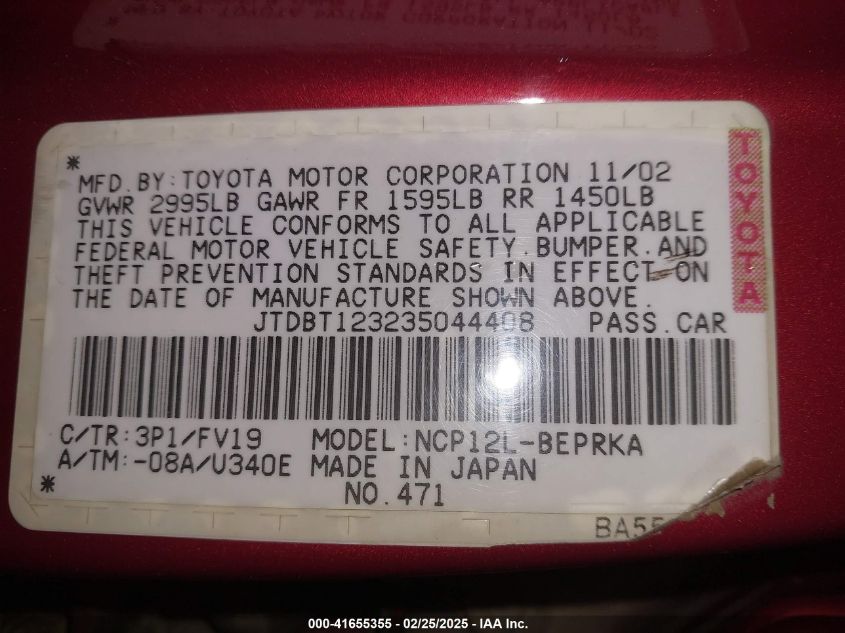 * MFD.BY:TOYOTA MOTOR CORPORATION 11/02
GVWR 2995LB GAWR FR 1595LB RR 1450LB
THIS VEHICLE CONFORMS TO ALL APPLICABLE
FEDERAL MOTOR VEHICLE SAFETY.BUMPER.AND
THEFT PREVENTION STANDARDS IN EFFECT ON
THE DATE OF MANUFACTURE SHOWN ABOVE.
JTDBT123235044408 PASS.CAR
TOYOTA
C/TR:3P1/FV19 MODEL:NCP12L-BEPRKA
A/TM:-08A/U340E MADE IN JAPAN
* NO.471
BA55
000-41655355 - 02/25/2025 - IAA Inc.